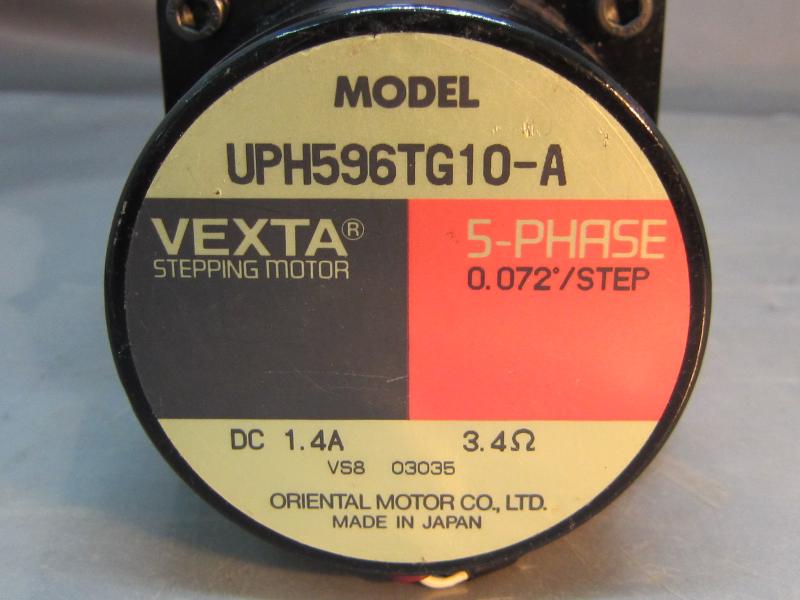 MODEL
UPH596TG10-A
VEXTA®
STEPPING MOTOR
5-PHASE
0.072°/STEP
DC 1.4A 3.4Ω
VS8 03035
ORIENTAL MOTOR CO., LTD.
MADE IN JAPAN